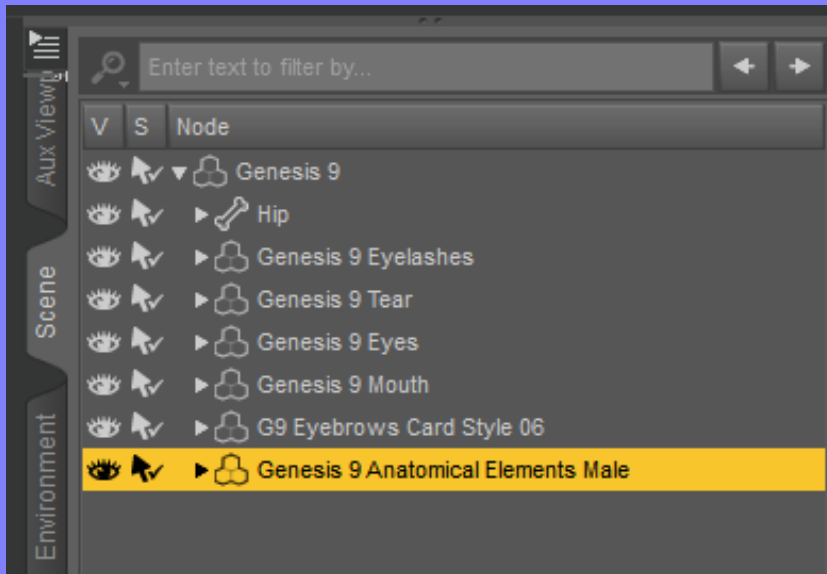 Enter text to filter by...
V S Node
Genesis 9
Hip
Genesis 9 Eyelashes
Genesis 9 Tear
Genesis 9 Eyes
Genesis 9 Mouth
G9 Eyebrows Card Style 06
Genesis 9 Anatomical Elements Male
Aux Viewp
Scene
Environment